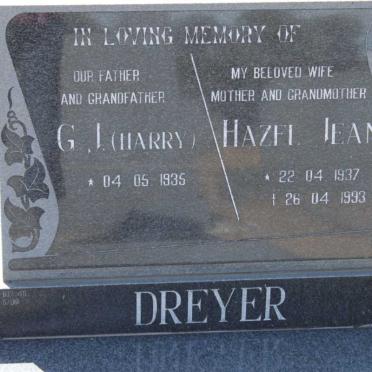 IN LOVING MEMORY OF
OUR FATHER
AND GRANDFATHER
G.J. (HARRY)
* 04 05 1935
MY BELOVED WIFE
MOTHER AND GRANDMOTHER
HAZEL JEAN
* 22 04 1937
† 26 04 1993
DREYER